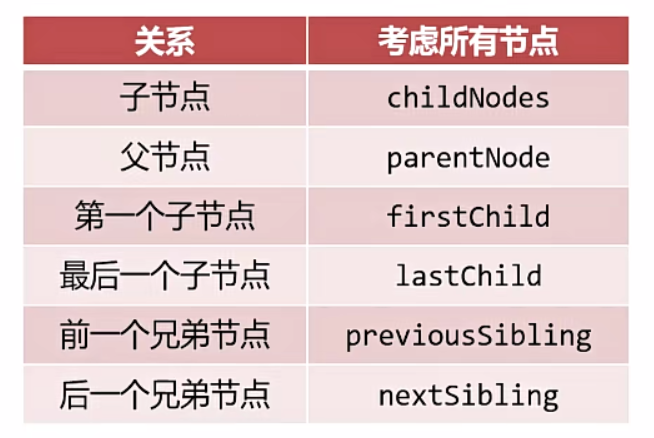 关系 考虑所有节点
子节点 childNodes
父节点 parentNode
第一个子节点 firstChild
最后一个子节点 lastChild
前一个兄弟节点 previousSibling
后一个兄弟节点 nextSibling